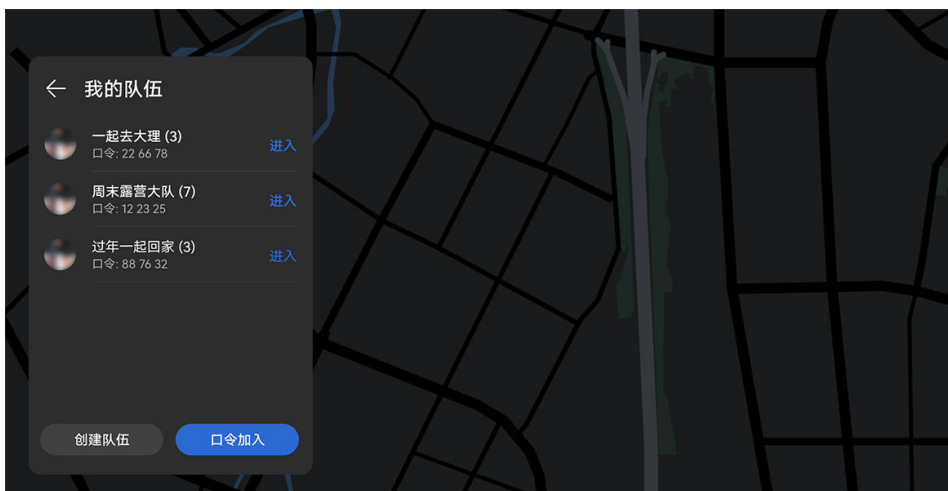 我的队伍
一起去大理 (3)
口令: 22 66 78
进入
周末露营大队 (7)
口令: 12 23 25
进入
过年一起回家 (3)
口令: 88 76 32
进入
创建队伍
口令加入